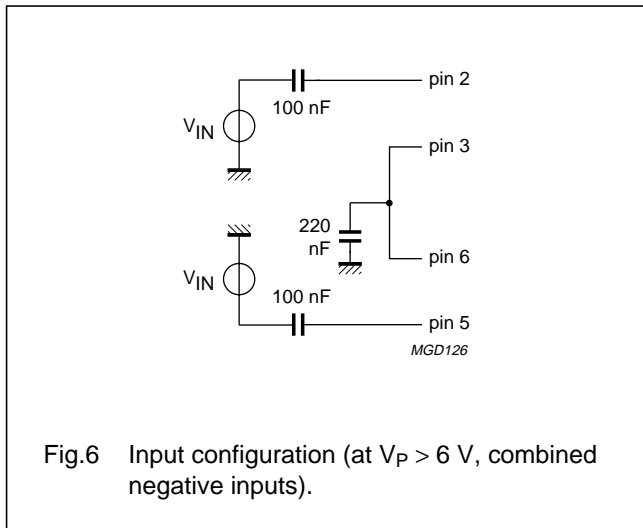 pin 2
100 nF
V_IN
pin 3
220
nF
pin 6
V_IN
100 nF
pin 5
MGD126
Fig.6 Input configuration (at V_P > 6 V, combined
negative inputs).